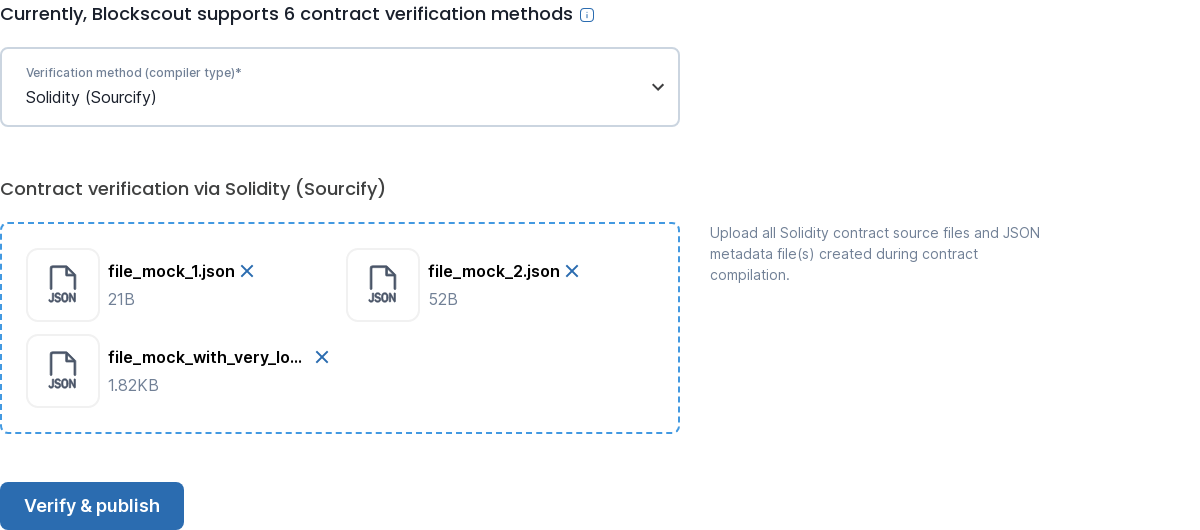 Currently, Blockscout supports 6 contract verification methods
Verification method (compiler type)*
Solidity (Sourcify)
Contract verification via Solidity (Sourcify)
JSON
file_mock_1.json
21B
JSON
file_mock_2.json
52B
JSON
file_mock_with_very_lo...
1.82KB
Upload all Solidity contract source files and JSON
metadata file(s) created during contract
compilation.
Verify & publish